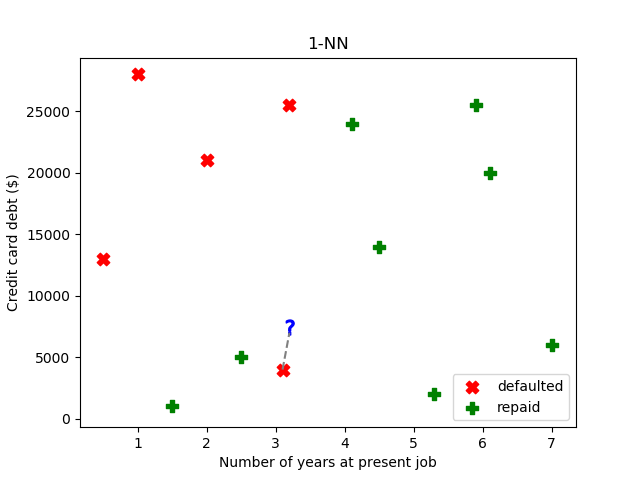 1-NN
Credit card debt ($)
25000
20000
15000
10000
5000
0
?
defaulted
repaid
1 2 3 4 5 6 7
Number of years at present job